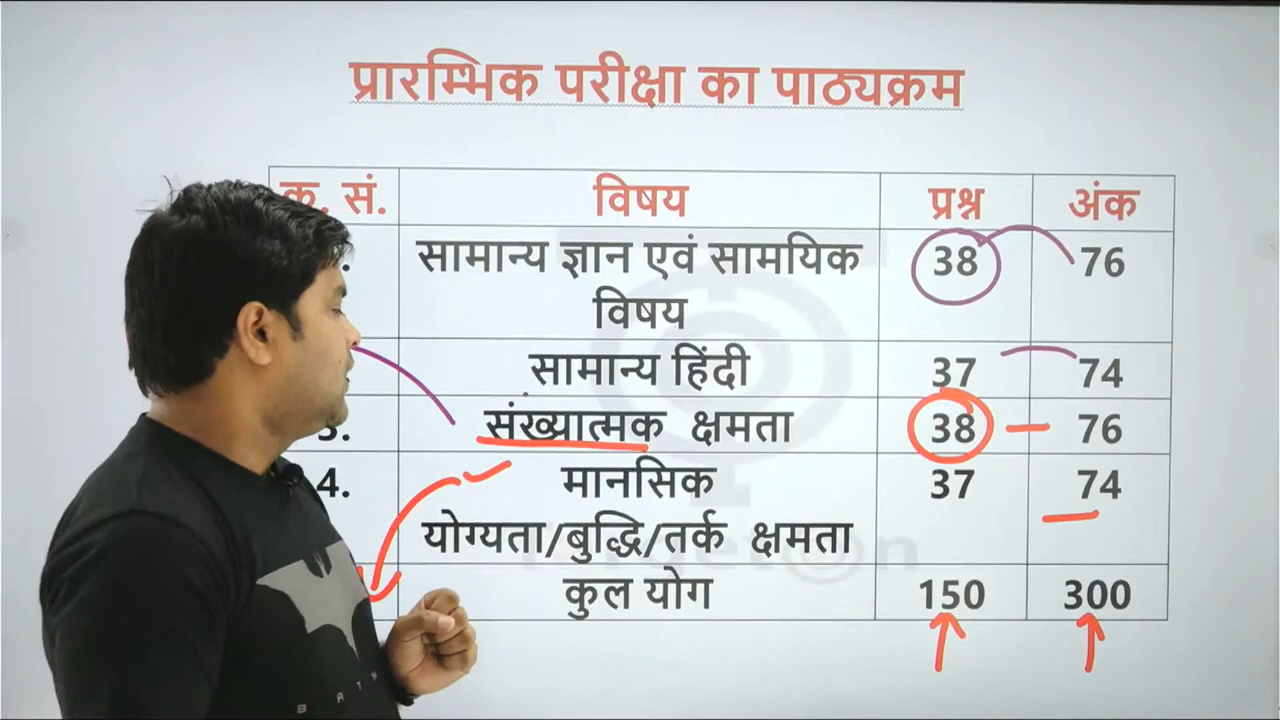 प्रारम्भिक परीक्षा का पाठ्यक्रम
क. सं. विषय प्रश्न अंक
सामान्य ज्ञान एवं सामयिक 38 76
विषय
सामान्य हिंदी 37 74
3. संख्यात्मक क्षमता 38 76
4. मानसिक 37 74
योग्यता/बुद्धि/तर्क क्षमता
कुल योग 150 300
B A T M